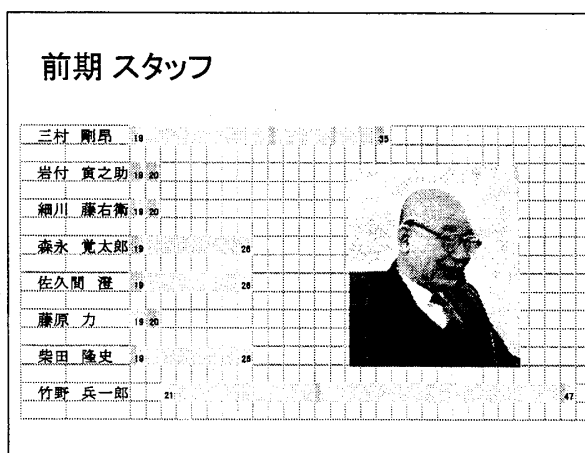 前期 スタッフ
三村 剛昂 19 35
岩付 寅之助 19 20
細川 藤右衛 19 20
森永 覚太郎 19 26
佐久間 澄 19 26
藤原 力 19 20
柴田 隆史 19 26
竹野 兵一郎 21 47